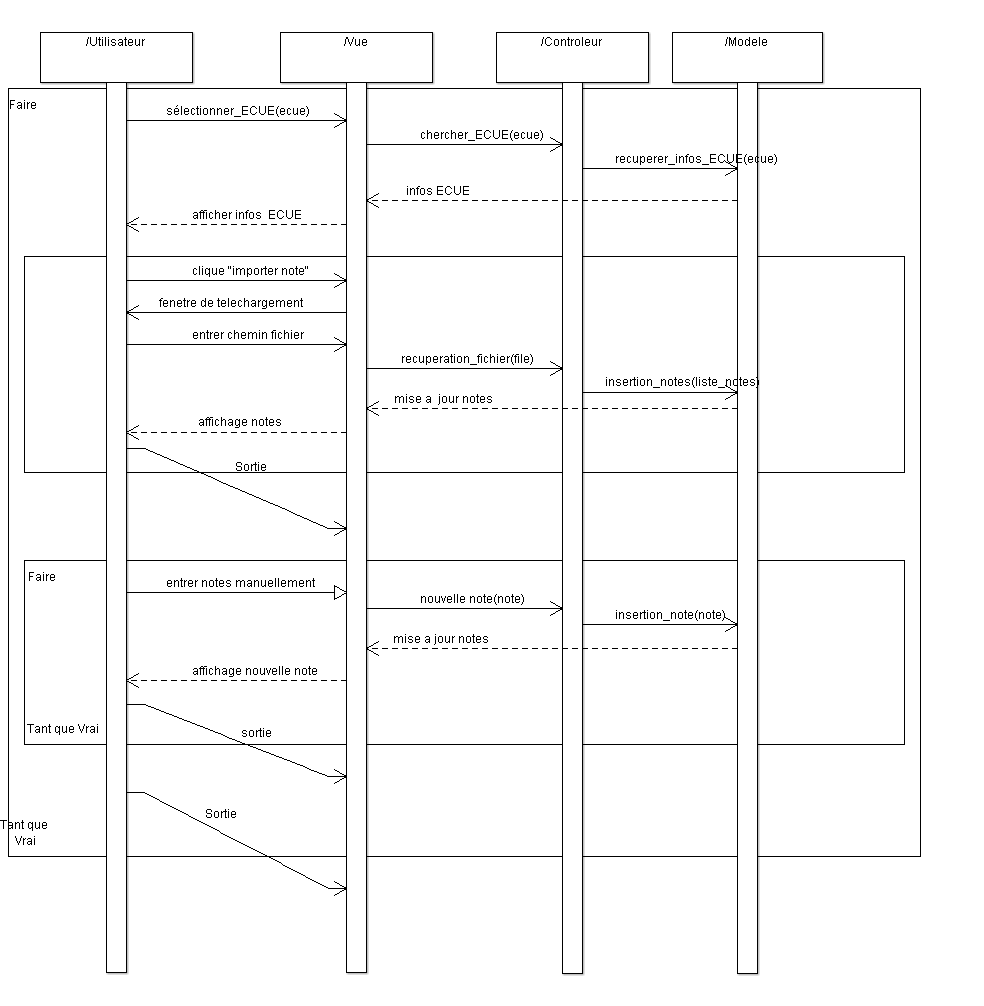 /Utilisateur
/Vue
/Controleur
/Modele
Faire
sélectionner_ECUE(ecue)
chercher_ECUE(ecue)
recuperer_infos_ECUE(ecue)
infos ECUE
afficher infos  ECUE
clique "importer note"
fenetre de telechargement
entrer chemin fichier
recuperation_fichier(file)
insertion_notes(liste_notes)
mise a  jour notes
affichage notes
Sortie
Faire
entrer notes manuellement
nouvelle note(note)
insertion_note(note)
mise a jour notes
affichage nouvelle note
Tant que Vrai
sortie
Sortie
Tant que
Vrai